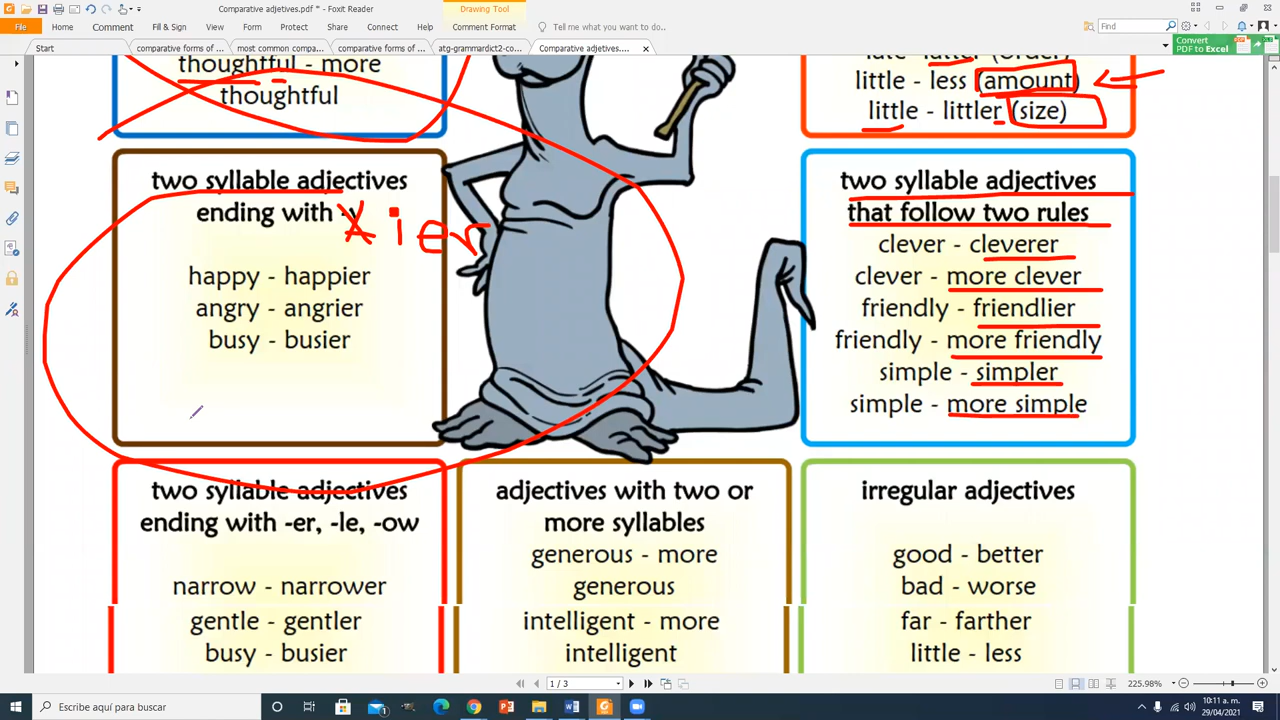 Comparative adjetives.pdf * - Foxit Reader
Drawing Tool
File
Home
Comment
View
Form
Protect
Share
Connect
Help
Extras
Fill & Sign
Comment Format
Tell me what you want to do...
Find
Start
comparative forms of ...
most common compa...
comparative forms of ...
atg-grammardict2-co...
Comparative adjetives....
Convert
PDF to Excel
thoughtful - more
thoughtful
little - less (amount)
little - littler (size)
two syllable adjectives
ending with -y
ier
happy - happier
angry - angrier
busy - busier
two syllable adjectives
that follow two rules
clever - cleverer
clever - more clever
friendly - friendlier
friendly - more friendly
simple - simpler
simple - more simple
two syllable adjectives
ending with -er, -le, -ow
narrow - narrower
gentle - gentler
busy - busier
adjectives with two or
more syllables
generous - more
generous
intelligent - more
intelligent
irregular adjectives
good - better
bad - worse
far - farther
little - less
1 / 3
225.98%
Escribe aquí para buscar
10:11 a. m.
29/04/2021